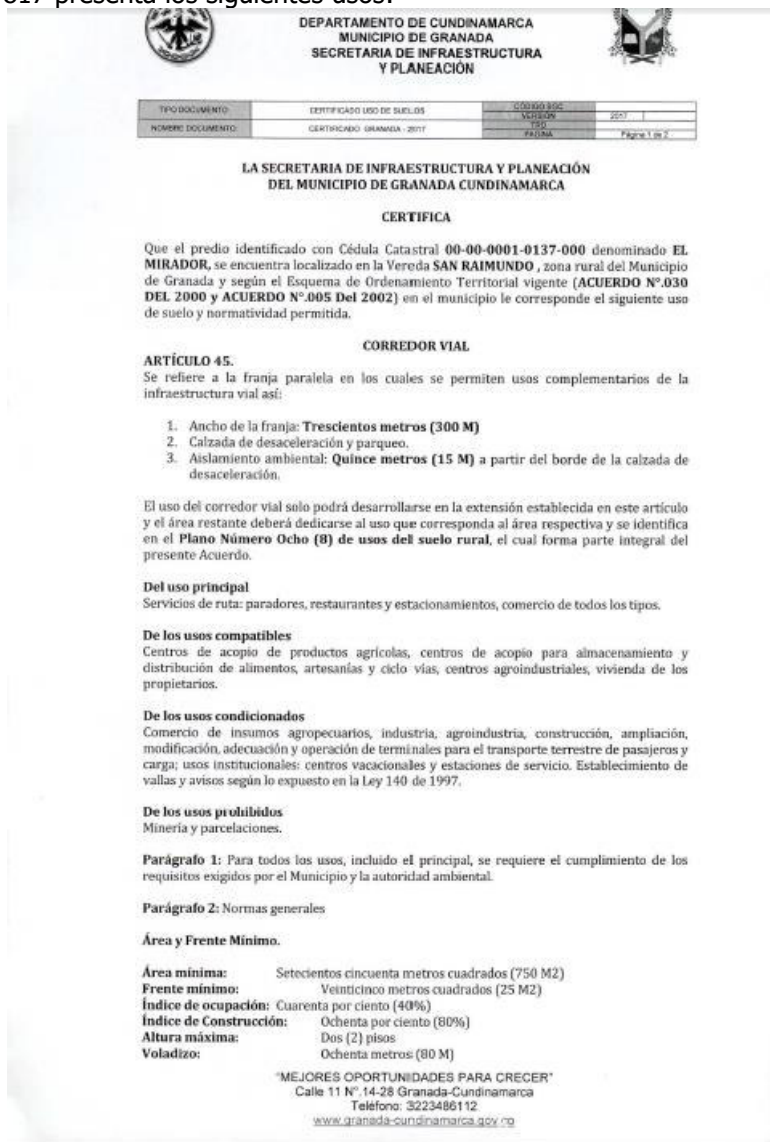 017 presenta los siguientes usos:
DEPARTAMENTO DE CUNDINAMARCA
MUNICIPIO DE GRANADA
SECRETARIA DE INFRAESTRUCTURA
Y PLANEACIÓN
TIPO DOCUMENTO CERTIFICADO USO DE SUELOS CODIGO SGC
VERSIÓN 2017
NOMBRE DOCUMENTO CERTIFICADO GRANADA - 2017 TRD
PAGINA Página 1 de 2
LA SECRETARIA DE INFRAESTRUCTURA Y PLANEACIÓN
DEL MUNICIPIO DE GRANADA CUNDINAMARCA
CERTIFICA
Que el predio identificado con Cédula Catastral 00-00-0001-0137-000 denominado EL
MIRADOR, se encuentra localizado en la Vereda SAN RAIMUNDO , zona rural del Municipio
de Granada y según el Esquema de Ordenamiento Territorial vigente (ACUERDO N°.030
DEL 2000 y ACUERDO N°.005 Del 2002) en el municipio le corresponde el siguiente uso
de suelo y normatividad permitida.
CORREDOR VIAL
ARTÍCULO 45.
Se refiere a la franja paralela en los cuales se permiten usos complementarios de la
infraestructura vial así:
1. Ancho de la franja: Trescientos metros (300 M)
2. Calzada de desaceleración y parqueo.
3. Aislamiento ambiental: Quince metros (15 M) a partir del borde de la calzada de
desaceleración.
El uso del corredor vial solo podrá desarrollarse en la extensión establecida en este artículo
y el área restante deberá dedicarse al uso que corresponda al área respectiva y se identifica
en el Plano Número Ocho (8) de usos del suelo rural, el cual forma parte integral del
presente Acuerdo.
Del uso principal
Servicios de ruta: paradores, restaurantes y estacionamientos, comercio de todos los tipos.
De los usos compatibles
Centros de acopio de productos agrícolas, centros de acopio para almacenamiento y
distribución de alimentos, artesanías y ciclo vías, centros agroindustriales, vivienda de los
propietarios.
De los usos condicionados
Comercio de insumos agropecuarios, industria, agroindustria, construcción, ampliación,
modificación, adecuación y operación de terminales para el transporte terrestre de pasajeros y
carga; usos institucionales: centros vacacionales y estaciones de servicio. Establecimiento de
vallas y avisos según lo expuesto en la Ley 140 de 1997.
De los usos prohibidos
Minería y parcelaciones.
Parágrafo 1: Para todos los usos, incluido el principal, se requiere el cumplimiento de los
requisitos exigidos por el Municipio y la autoridad ambiental.
Parágrafo 2: Normas generales
Área y Frente Mínimo.
Área mínima: Setecientos cincuenta metros cuadrados (750 M2)
Frente mínimo: Veinticinco metros cuadrados (25 M2)
Índice de ocupación: Cuarenta por ciento (40%)
Índice de Construcción: Ochenta por ciento (80%)
Altura máxima: Dos (2) pisos
Voladizo: Ochenta metros (80 M)
"MEJORES OPORTUNIDADES PARA CRECER"
Calle 11 N°.14-28 Granada-Cundinamarca
Teléfono: 3223486112
www.granada-cundinamarca.gov.co